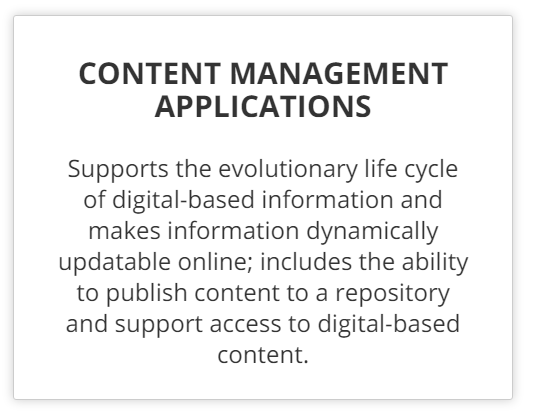 CONTENT MANAGEMENT
APPLICATIONS
Supports the evolutionary life cycle
of digital-based information and
makes information dynamically
updatable online; includes the ability
to publish content to a repository
and support access to digital-based
content.